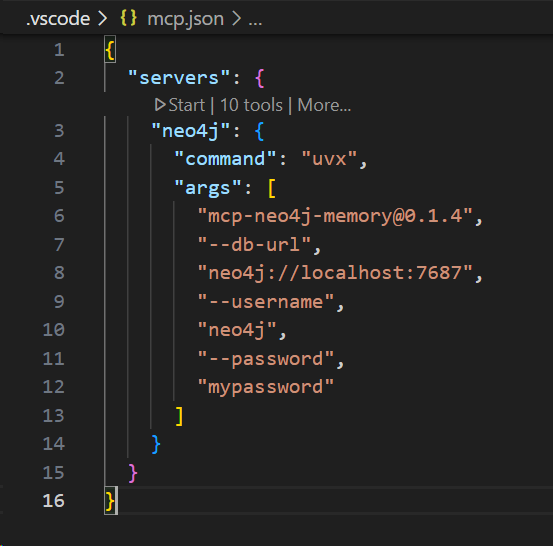 .vscode > {} mcp.json > ...
1 {
2 "servers": {
Start | 10 tools | More...
3 "neo4j": {
4 "command": "uvx",
5 "args": [
6 "mcp-neo4j-memory@0.1.4",
7 "--db-url",
8 "neo4j://localhost:7687",
9 "--username",
10 "neo4j",
11 "--password",
12 "mypassword"
13 ]
14 }
15 }
16 }